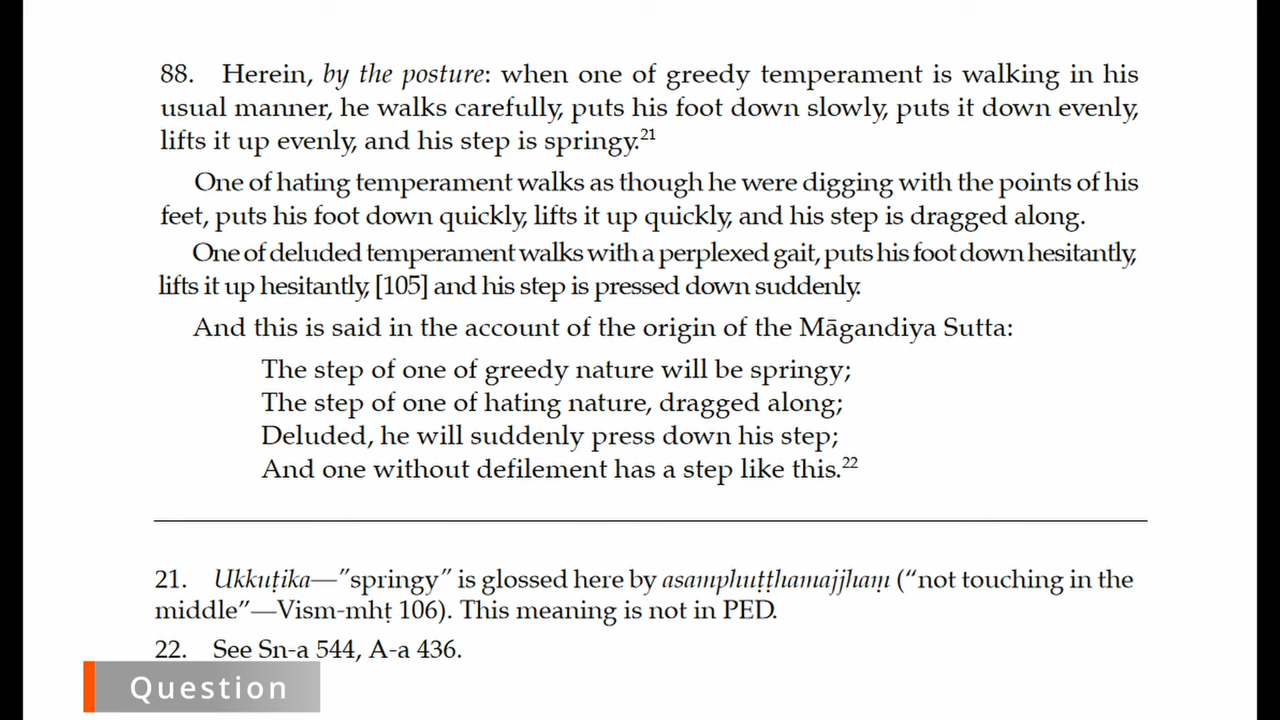 88. Herein, by the posture: when one of greedy temperament is walking in his
usual manner, he walks carefully, puts his foot down slowly, puts it down evenly,
lifts it up evenly, and his step is springy.21
One of hating temperament walks as though he were digging with the points of his
feet, puts his foot down quickly, lifts it up quickly, and his step is dragged along.
One of deluded temperament walks with a perplexed gait, puts his foot down hesitantly,
lifts it up hesitantly, [105] and his step is pressed down suddenly.
And this is said in the account of the origin of the Māgandiya Sutta:
The step of one of greedy nature will be springy;
The step of one of hating nature, dragged along;
Deluded, he will suddenly press down his step;
And one without defilement has a step like this.22
21. Ukkuṭika—”springy” is glossed here by asamphuṭṭhamajjhaṃ (“not touching in the
middle”—Vism-mhṭ 106). This meaning is not in PED.
22. See Sn-a 544, A-a 436.
Question